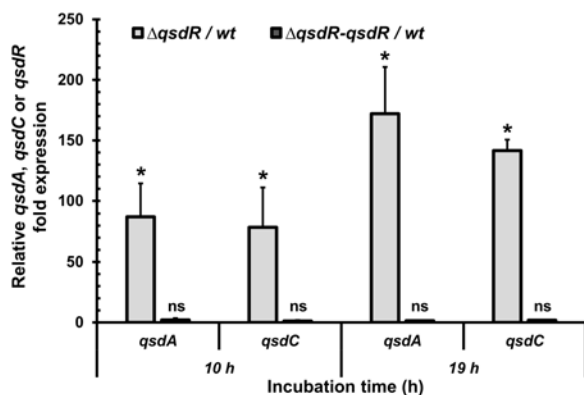 250
200
150
100
50
0
Relative qsdA, qsdC or qsdR
fold expression
ΔqsdR / wt ΔqsdR-qsdR / wt
* ns * ns * ns * ns
qsdA qsdC qsdA qsdC
10 h 19 h
Incubation time (h)